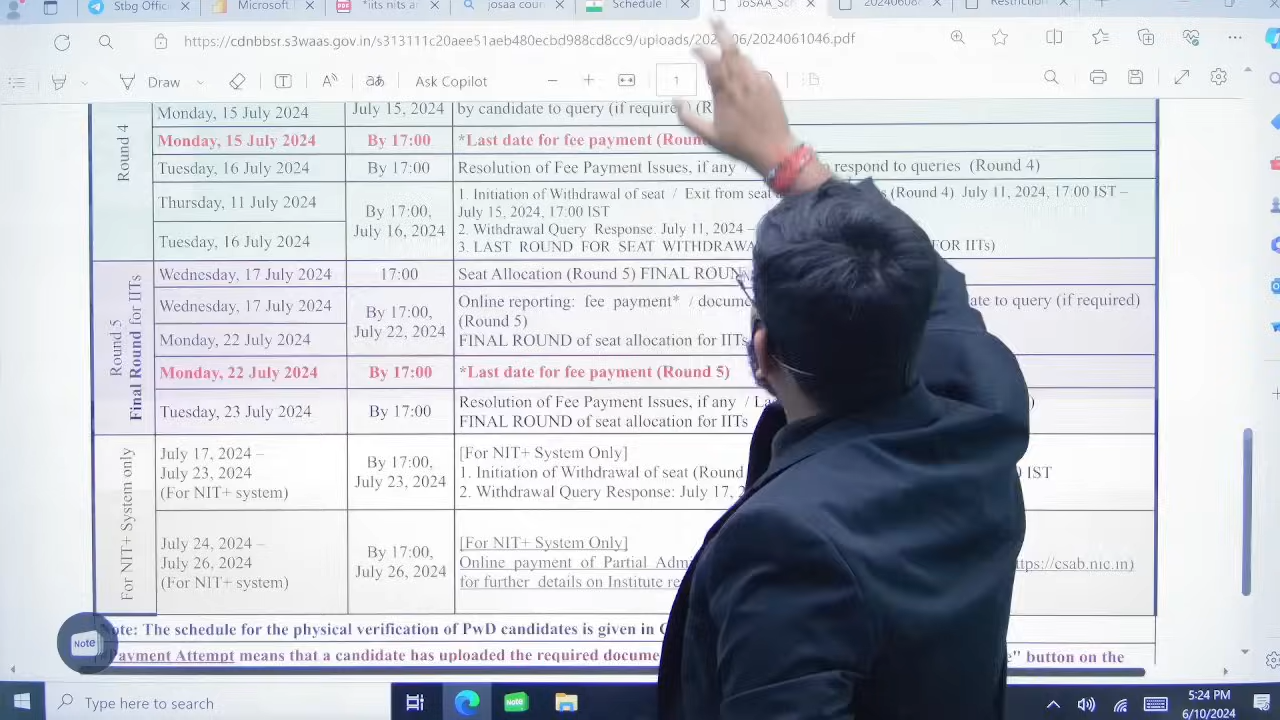 Stbg Officia
Microsoft
"iits nits ar
josaa coun
Schedule
JoSAA_Sch
20240608
Restriction
https://cdnbbsr.s3waas.gov.in/s313111c20aee51aeb480ecbd988cd8cc9/uploads/2024/06/2024061046.pdf
Draw
Ask Copilot
1
Round 4
Monday, 15 July 2024
July 15, 2024
by candidate to query (if required) (R
Monday, 15 July 2024
By 17:00
*Last date for fee payment (Roun
Tuesday, 16 July 2024
By 17:00
Resolution of Fee Payment Issues, if any / respond to queries (Round 4)
Thursday, 11 July 2024
Tuesday, 16 July 2024
By 17:00,
July 16, 2024
1. Initiation of Withdrawal of seat / Exit from seat (Round 4) July 11, 2024, 17:00 IST –
July 15, 2024, 17:00 IST
2. Withdrawal Query Response: July 11, 2024 –
3. LAST ROUND FOR SEAT WITHDRAWA FOR IITs)
Round 5
Final Round for IITs
Wednesday, 17 July 2024
17:00
Seat Allocation (Round 5) FINAL ROUN
Wednesday, 17 July 2024
Monday, 22 July 2024
By 17:00,
July 22, 2024
Online reporting: fee payment* / docume ate to query (if required)
(Round 5)
FINAL ROUND of seat allocation for IITs
Monday, 22 July 2024
By 17:00
*Last date for fee payment (Round 5)
Tuesday, 23 July 2024
By 17:00
Resolution of Fee Payment Issues, if any / La )
FINAL ROUND of seat allocation for IITs
For NIT+ System only
July 17, 2024 –
July 23, 2024
(For NIT+ system)
By 17:00,
July 23, 2024
[For NIT+ System Only]
1. Initiation of Withdrawal of seat (Round IST
2. Withdrawal Query Response: July 17, 2
July 24, 2024 –
July 26, 2024
(For NIT+ system)
By 17:00,
July 26, 2024
[For NIT+ System Only]
Online payment of Partial Adm ttps://csab.nic.in)
for further details on Institute re
Note: The schedule for the physical verification of PwD candidates is given in
Payment Attempt means that a candidate has uploaded the required docume e" button on the
Note
Type here to search
Note
5:24 PM
6/10/2024